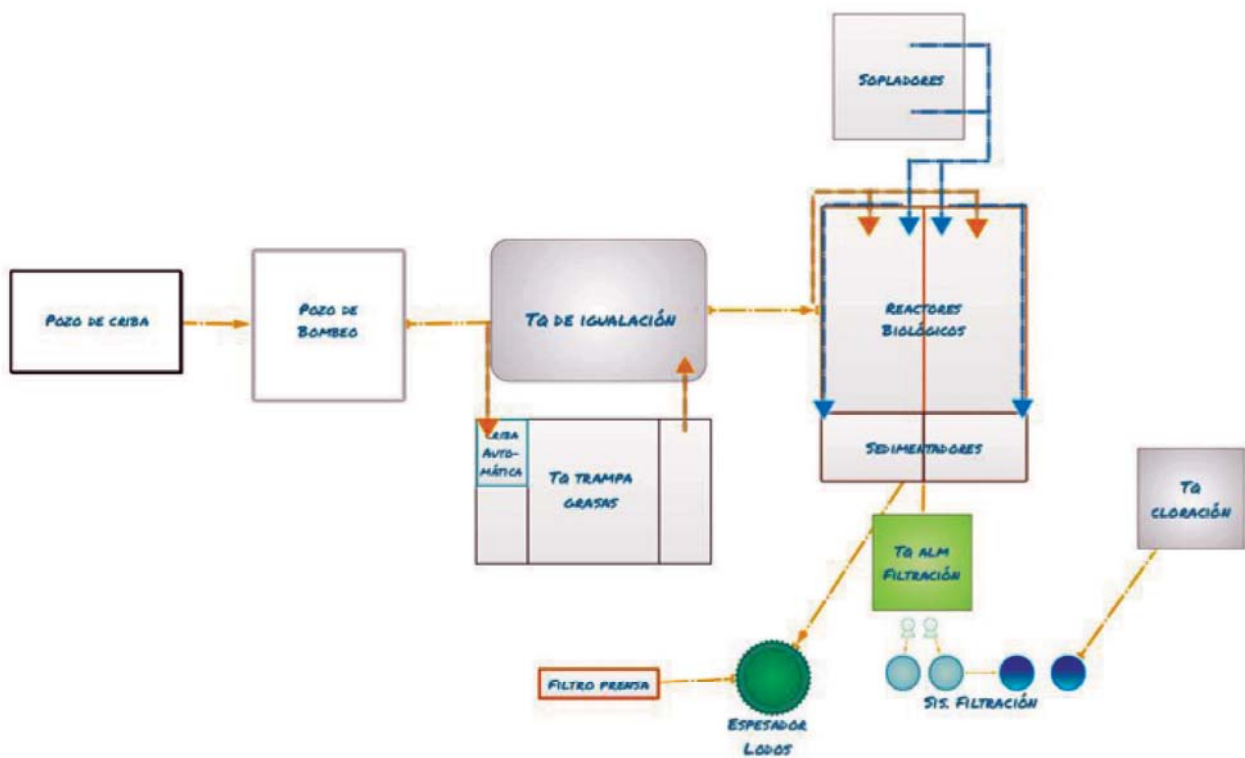 SOPLADORES
POZO DE CRIBA
POZO DE
BOMBEO
TQ DE IGUALACIÓN
REACTORES
BIOLÓGICOS
CRIBA
AUTO-
MÁTICA
TQ TRAMPA
GRASAS
SEDIMENTADORES
TQ
CLORACIÓN
TQ ALM
FILTRACIÓN
FILTRO PRENSA
ESPESADOR
LODOS
SIS. FILTRACIÓN